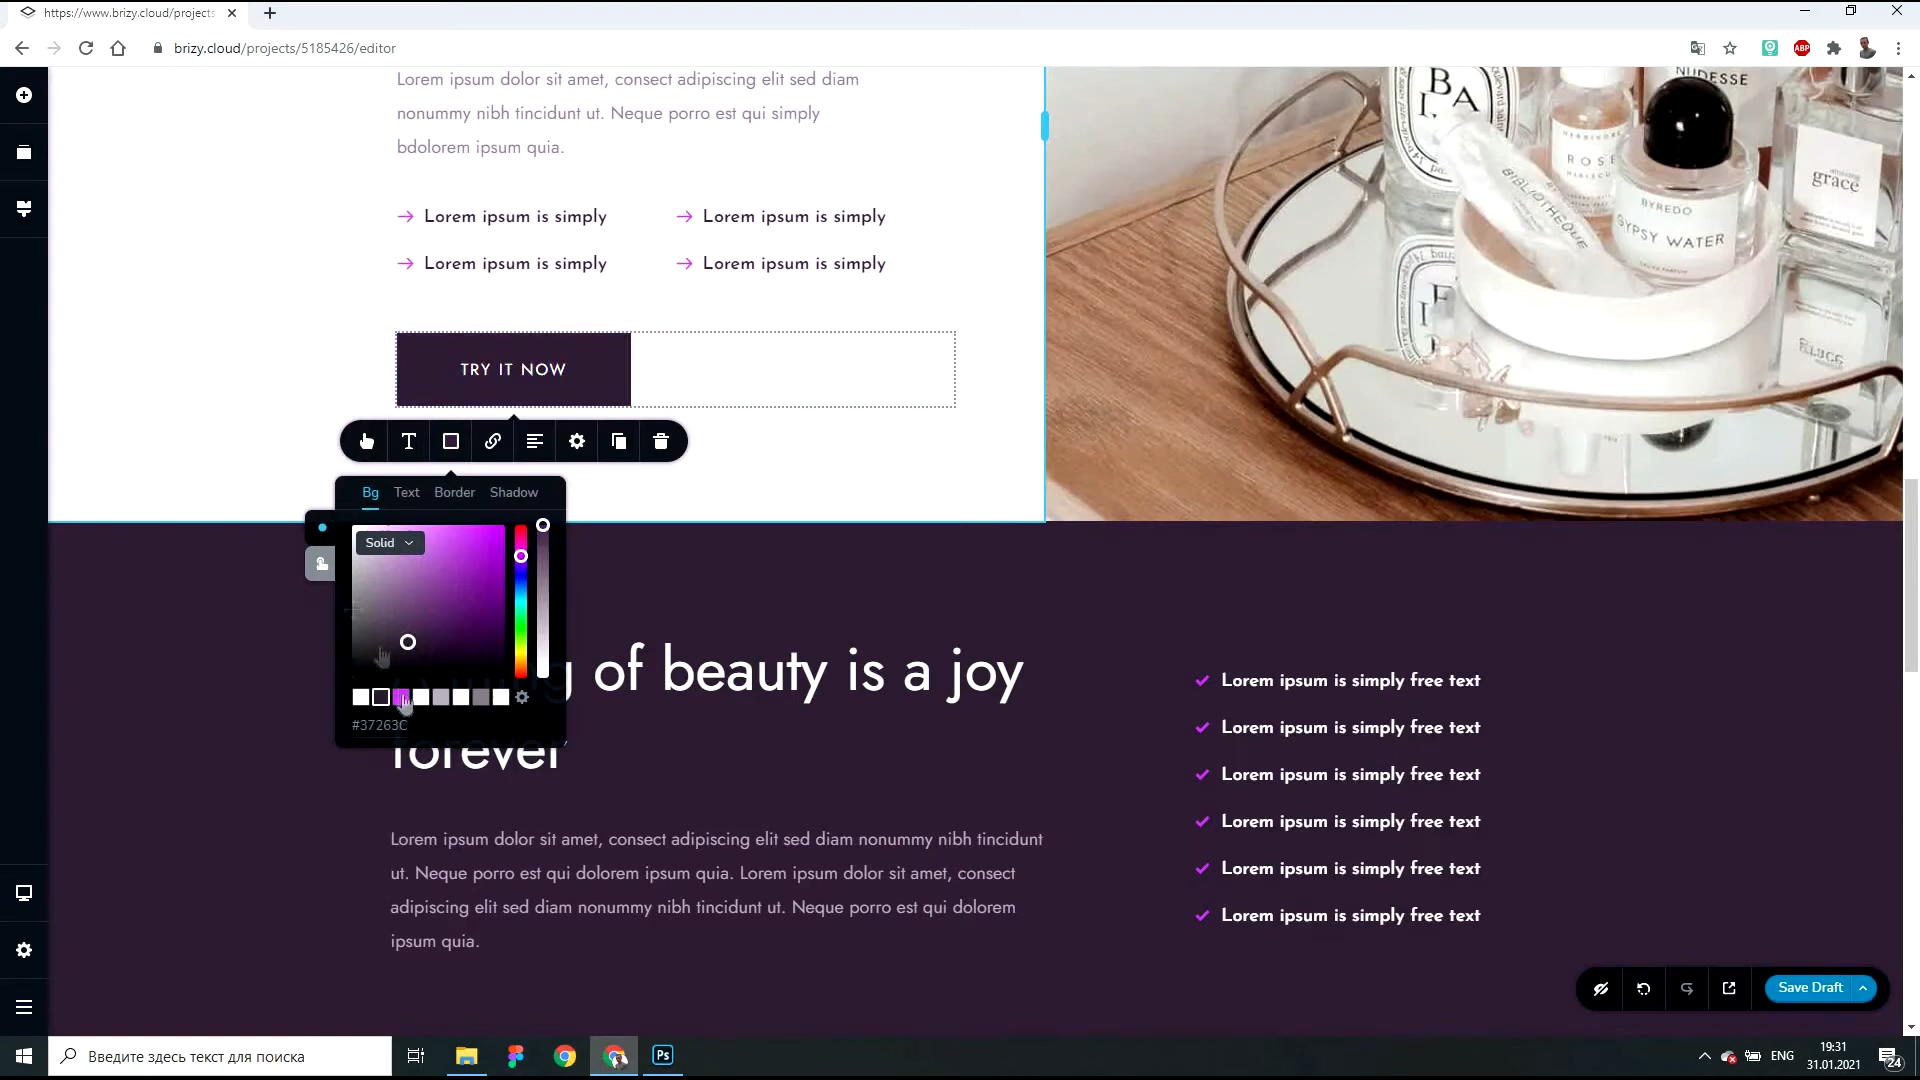 https://www.brizy.cloud/projects
brizy.cloud/projects/5185426/editor
ABP
Lorem ipsum dolor sit amet, consect adipiscing elit sed diam
nonummy nibh tincidunt ut. Neque porro est qui simply
bdolorem ipsum quia.
Lorem ipsum is simply
Lorem ipsum is simply
Lorem ipsum is simply
Lorem ipsum is simply
TRY IT NOW
NUDESSE
BA
ROSE
BIBLIOTHEQUE
BYREDO
GYPSY WATER
amazing
grace
Bg Text Border Shadow
Solid
#37263C
of beauty is a joy
forever
Lorem ipsum dolor sit amet, consect adipiscing elit sed diam nonummy nibh tincidunt
ut. Neque porro est qui dolorem ipsum quia. Lorem ipsum dolor sit amet, consect
adipiscing elit sed diam nonummy nibh tincidunt ut. Neque porro est qui dolorem
ipsum quia.
Lorem ipsum is simply free text
Lorem ipsum is simply free text
Lorem ipsum is simply free text
Lorem ipsum is simply free text
Lorem ipsum is simply free text
Lorem ipsum is simply free text
Save Draft
Введите здесь текст для поиска
Ps
ENG
19:31
31.01.2021
24